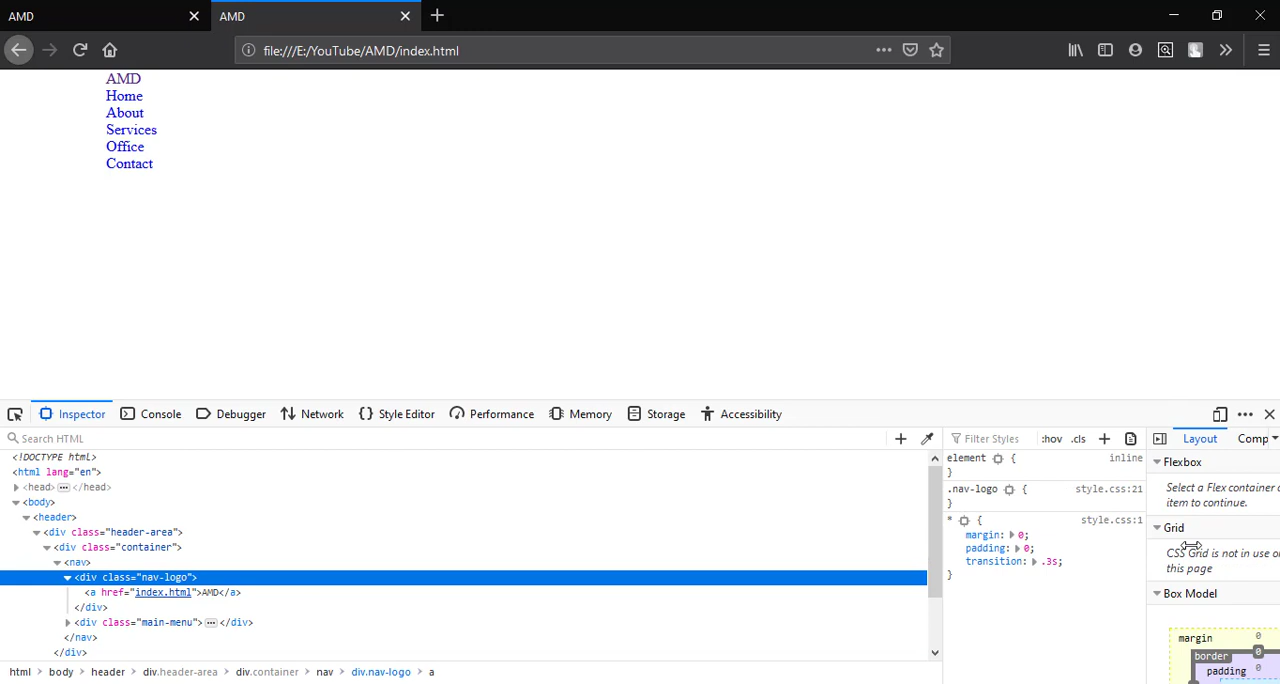 AMD
AMD
file:///E:/YouTube/AMD/index.html
AMD
Home
About
Services
Office
Contact
Inspector Console Debugger Network Style Editor Performance Memory Storage Accessibility
Search HTML
<!DOCTYPE html>
<html lang="en">
<head> </head>
<body>
<header>
<div class="header-area">
<div class="container">
<nav>
<div class="nav-logo">
<a href="index.html">AMD</a>
</div>
<div class="main-menu"> </div>
</nav>
</div>
html body header div.header-area div.container nav div.nav-logo a
Filter Styles :hov .cls
element { inline
}
.nav-logo { style.css:21
}
* { style.css:1
margin: 0;
padding: 0;
transition: .3s;
}
Layout Comp
Flexbox
Select a Flex container o
item to continue.
Grid
CSS Grid is not in use o
this page
Box Model
margin 0
border 0
padding 0